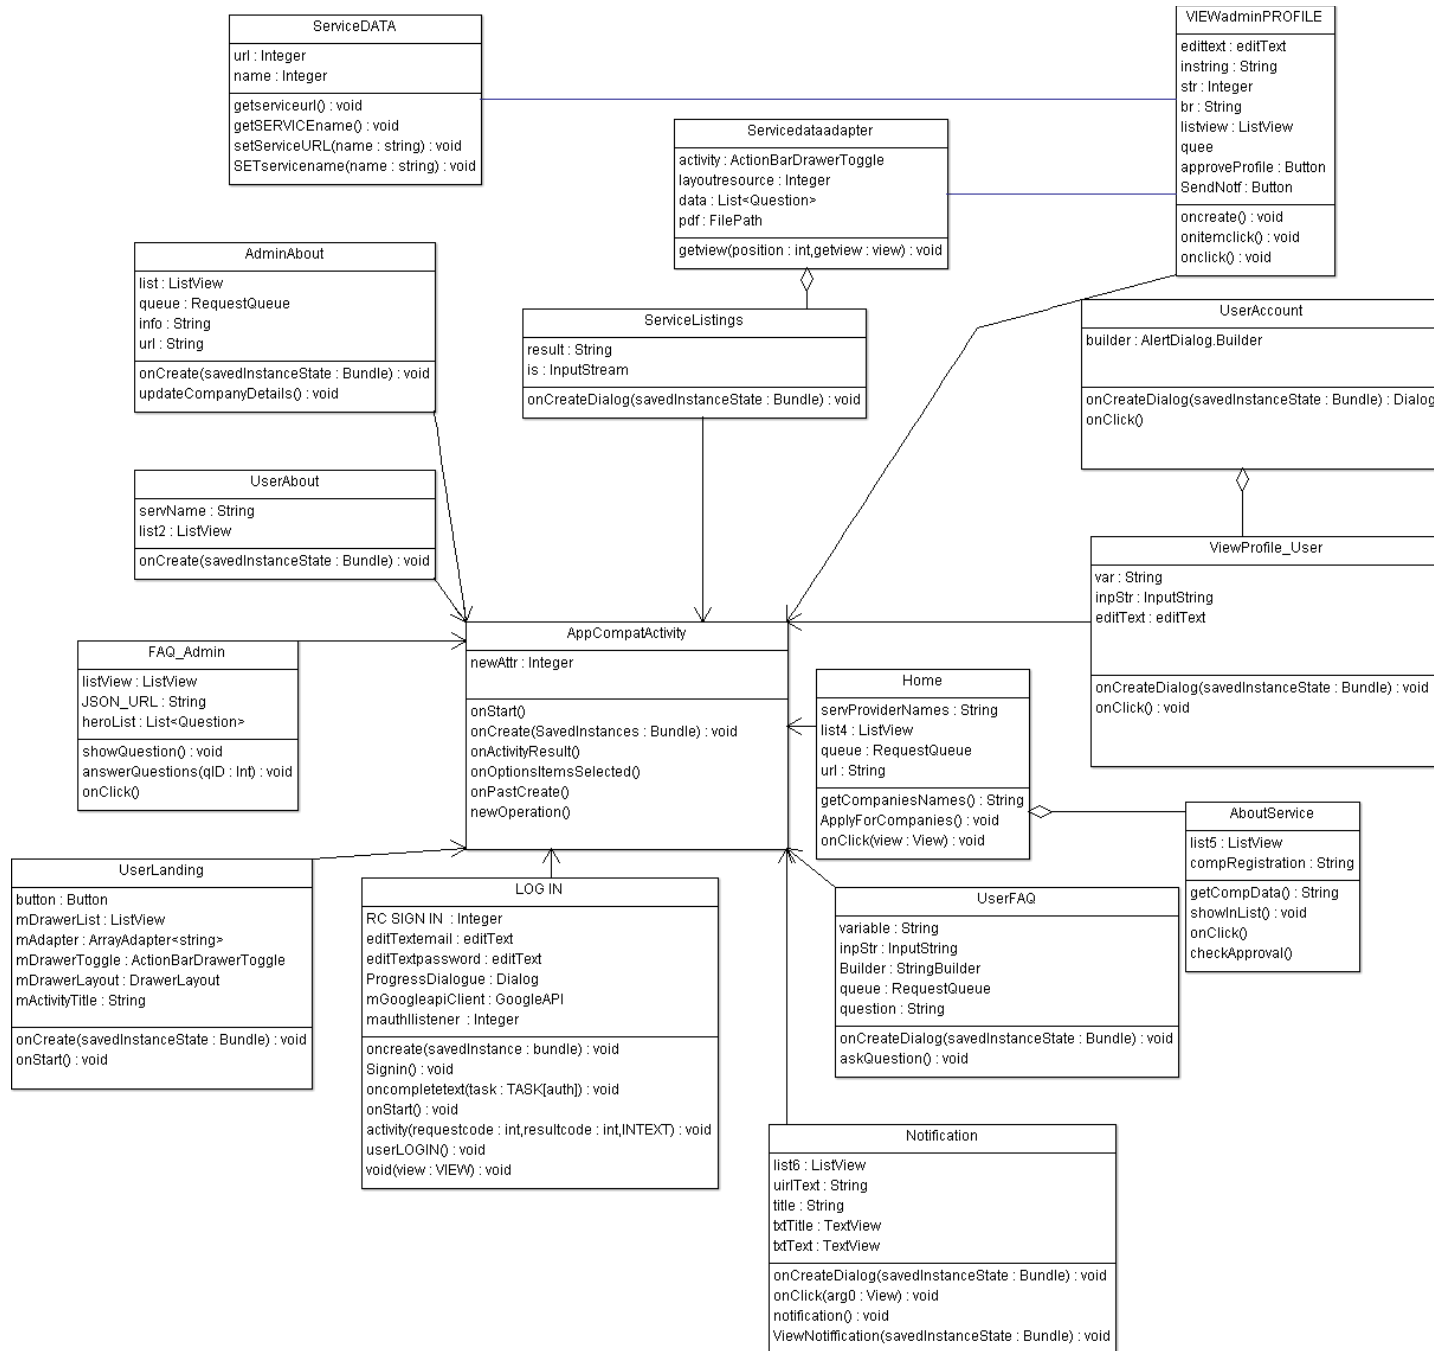 ServiceDATA
url : Integer
name : Integer
getserviceurl() : void
getSERVICEname() : void
setServiceURL(name : string) : void
SETservicename(name : string) : void
VIEWadminPROFILE
edittext : editText
instring : String
str : Integer
br : String
listview : ListView
quee
approveProfile : Button
SendNotf : Button
oncreate() : void
onitemclick() : void
onclick() : void
Servicedataadapter
activity : ActionBarDrawerToggle
layoutresource : Integer
data : List<Question>
pdf : FilePath
getview(position : int,getview : view) : void
AdminAbout
list : ListView
queue : RequestQueue
info : String
url : String
onCreate(savedInstanceState : Bundle) : void
updateCompanyDetails() : void
ServiceListings
result : String
is : InputStream
onCreateDialog(savedInstanceState : Bundle) : void
UserAccount
builder : AlertDialog.Builder
onCreateDialog(savedInstanceState : Bundle) : Dialog
onClick()
UserAbout
servName : String
list2 : ListView
onCreate(savedInstanceState : Bundle) : void
ViewProfile_User
var : String
inpStr : InputString
editText : editText
onCreateDialog(savedInstanceState : Bundle) : void
onClick() : void
AppCompatActivity
newAttr : Integer
onStart()
onCreate(SavedInstances : Bundle) : void
onActivityResult()
onOptionsItemsSelected()
onPastCreate()
newOperation()
FAQ_Admin
listView : ListView
JSON_URL : String
heroList : List<Question>
showQuestion() : void
answerQuestions(qID : Int) : void
onClick()
Home
servProviderNames : String
list4 : ListView
queue : RequestQueue
url : String
getCompaniesNames() : String
ApplyForCompanies() : void
onClick(view : View) : void
AboutService
list5 : ListView
compRegistration : String
getCompData() : String
showInList() : void
onClick()
checkApproval()
UserLanding
button : Button
mDrawerList : ListView
mAdapter : ArrayAdapter<string>
mDrawerToggle : ActionBarDrawerToggle
mDrawerLayout : DrawerLayout
mActivityTitle : String
onCreate(savedInstanceState : Bundle) : void
onStart() : void
LOG IN
RC SIGN IN : Integer
editTextemail : editText
editTextpassword : editText
ProgressDialogue : Dialog
mGoogleapiClient : GoogleAPI
mauthllistener : Integer
oncreate(savedInstance : bundle) : void
Signin() : void
oncompletetext(task : TASK[auth]) : void
onStart() : void
activity(requestcode : int,resultcode : int,INTEXT) : void
userLOGIN() : void
void(view : VIEW) : void
UserFAQ
variable : String
inpStr : InputString
Builder : StringBuilder
queue : RequestQueue
question : String
onCreateDialog(savedInstanceState : Bundle) : void
askQuestion() : void
Notification
list6 : ListView
uirlText : String
title : String
txtTitle : TextView
txtText : TextView
onCreateDialog(savedInstanceState : Bundle) : void
onClick(arg0 : View) : void
notification() : void
ViewNotiffication(savedInstanceState : Bundle) : void